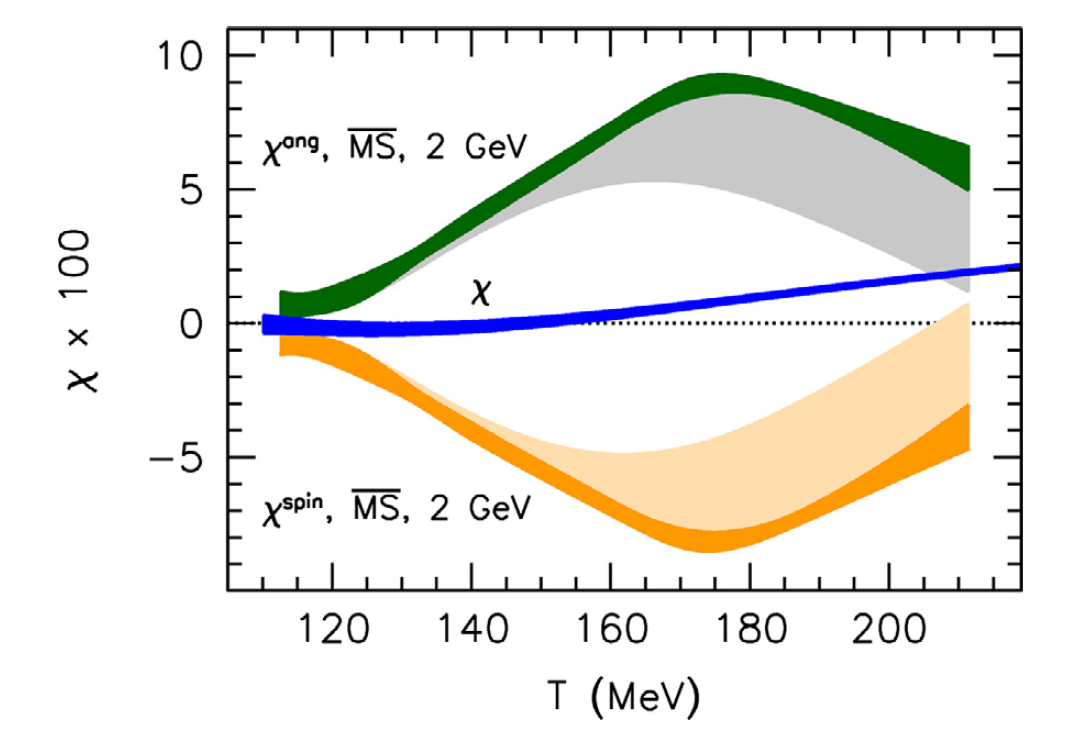 10
χ^ang, M̅S̅, 2 GeV
5
χ
0
χ × 100
−5
χ^spin, M̅S̅, 2 GeV
120 140 160 180 200
T (MeV)